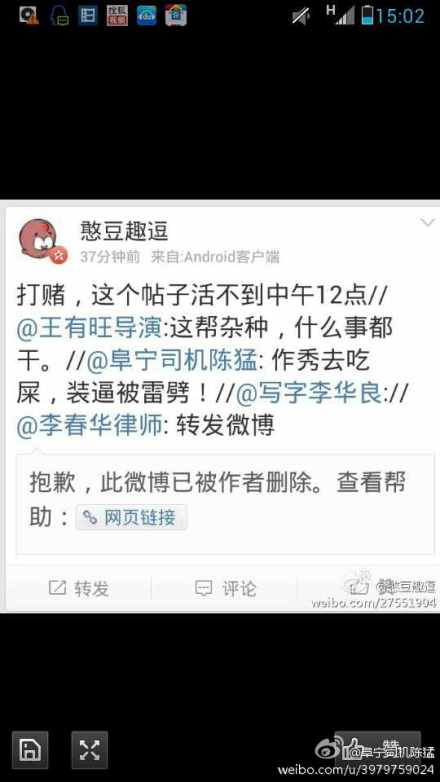 搜狐
视频
H
15:02
憨豆趣逗
37分钟前 来自:Android客户端
打赌，这个帖子活不到中午12点//
@王有旺导演:这帮杂种，什么事都
干。//@阜宁司机陈猛: 作秀去吃
屎，装逼被雷劈！//@写字李华良://
@李春华律师: 转发微博
抱歉，此微博已被作者删除。查看帮
助： 网页链接
转发 评论 赞
@憨豆趣逗
weibo.com/27551904
赞
@阜宁司机陈猛
weibo.com/u/3979759024